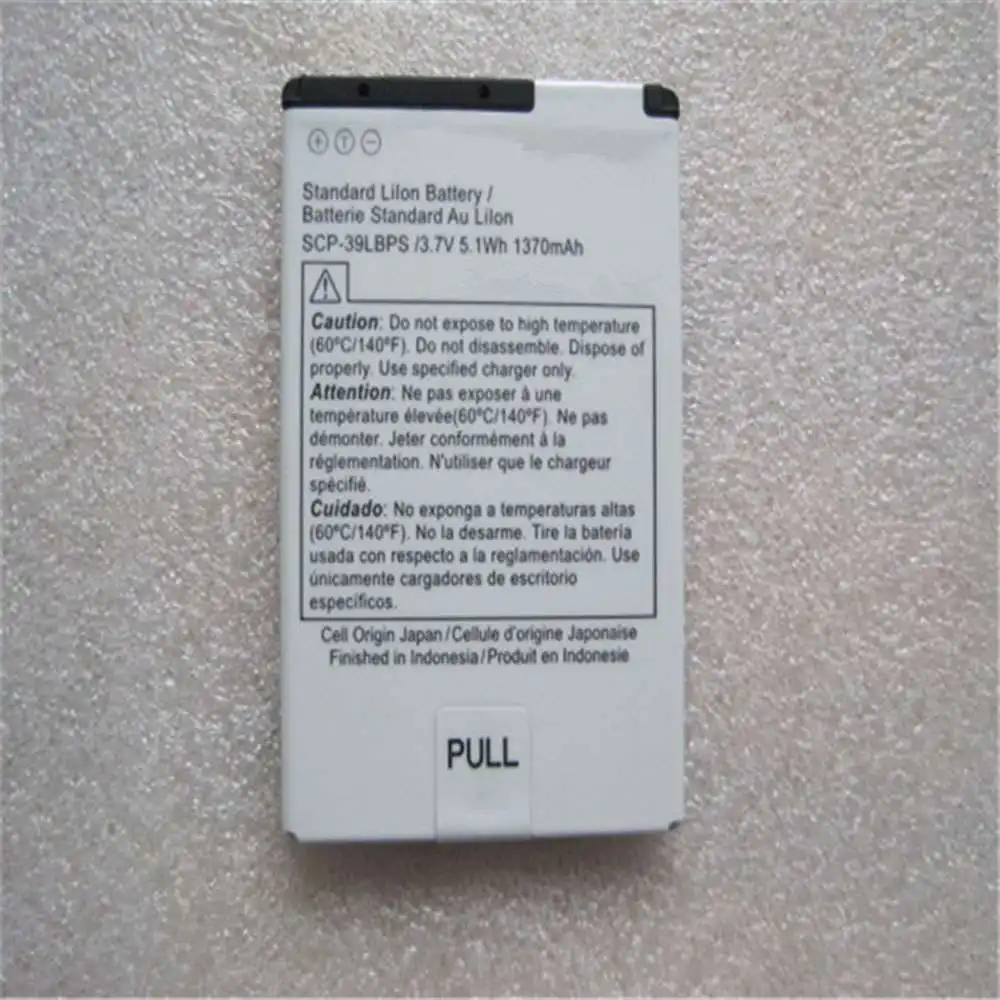 + T −
Standard LiIon Battery /
Batterie Standard Au LiIon
SCP-39LBPS /3.7V 5.1Wh 1370mAh
Caution: Do not expose to high temperature
(60ºC/140ºF). Do not disassemble. Dispose of
properly. Use specified charger only.
Attention: Ne pas exposer à une
température élevée(60ºC/140ºF). Ne pas
démonter. Jeter conformément à la
réglementation. N'utiliser que le chargeur
spécifié.
Cuidado: No exponga a temperaturas altas
(60ºC/140ºF). No la desarme. Tire la batería
usada con respecto a la reglamentación. Use
únicamente cargadores de escritorio
específicos.
Cell Origin Japan/Cellule d'origine Japonaise
Finished in Indonesia/Produit en Indonesie
PULL